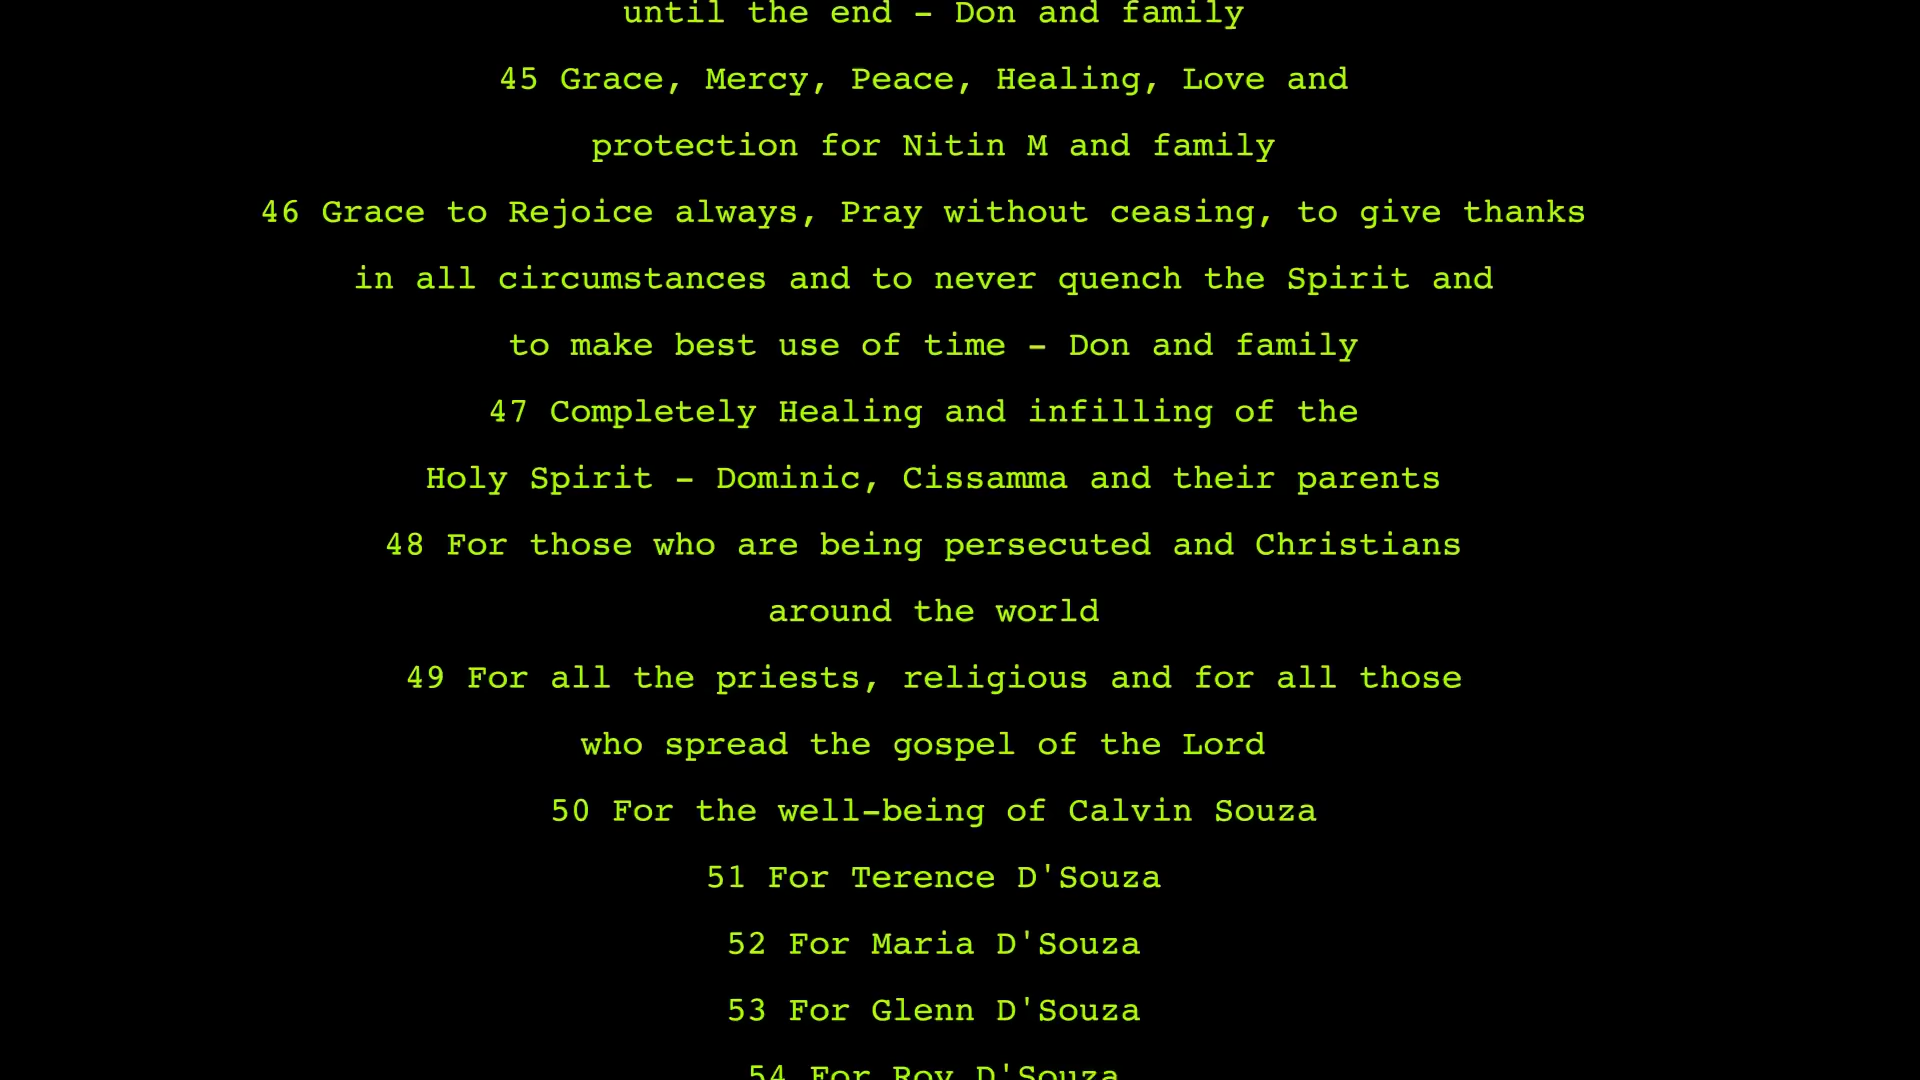 until the end - Don and family
45 Grace, Mercy, Peace, Healing, Love and
protection for Nitin M and family
46 Grace to Rejoice always, Pray without ceasing, to give thanks
in all circumstances and to never quench the Spirit and
to make best use of time - Don and family
47 Completely Healing and infilling of the
Holy Spirit - Dominic, Cissamma and their parents
48 For those who are being persecuted and Christians
around the world
49 For all the priests, religious and for all those
who spread the gospel of the Lord
50 For the well-being of Calvin Souza
51 For Terence D'Souza
52 For Maria D'Souza
53 For Glenn D'Souza
54 For Roy D'Souza